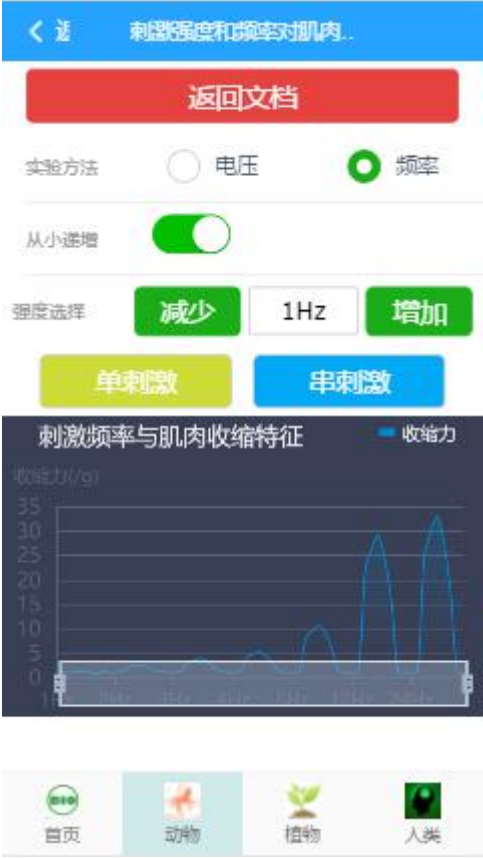 刺激强度和频率对肌肉..
返回文档
实验方法 电压 频率
从小递增
强度选择 减少 1Hz 增加
单刺激 串刺激
刺激频率与肌肉收缩特征 收缩力
收缩力(/g)
35
30
25
20
15
10
5
0
首页 动物 植物 人类